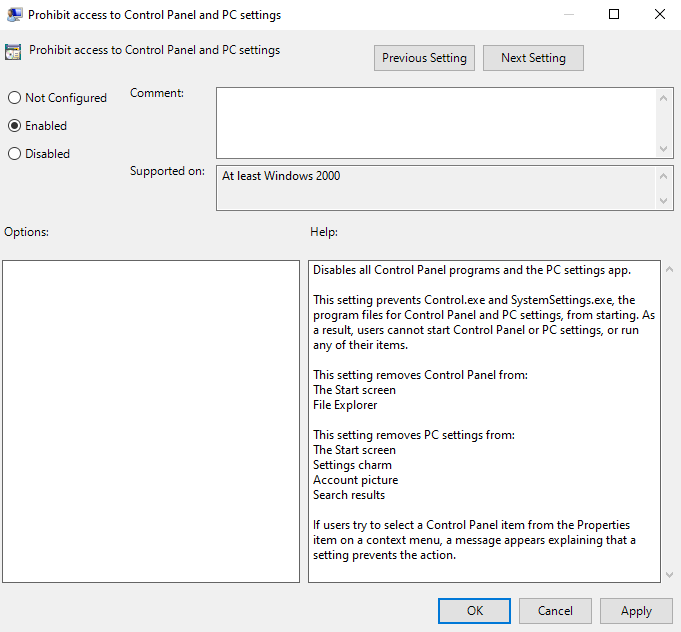 Prohibit access to Control Panel and PC settings
Prohibit access to Control Panel and PC settings
Previous Setting
Next Setting
Not Configured
Enabled
Disabled
Comment:
Supported on:
At least Windows 2000
Options:
Help:
Disables all Control Panel programs and the PC settings app.
This setting prevents Control.exe and SystemSettings.exe, the
program files for Control Panel and PC settings, from starting. As
a result, users cannot start Control Panel or PC settings, or run
any of their items.
This setting removes Control Panel from:
The Start screen
File Explorer
This setting removes PC settings from:
The Start screen
Settings charm
Account picture
Search results
If users try to select a Control Panel item from the Properties
item on a context menu, a message appears explaining that a
setting prevents the action.
OK
Cancel
Apply